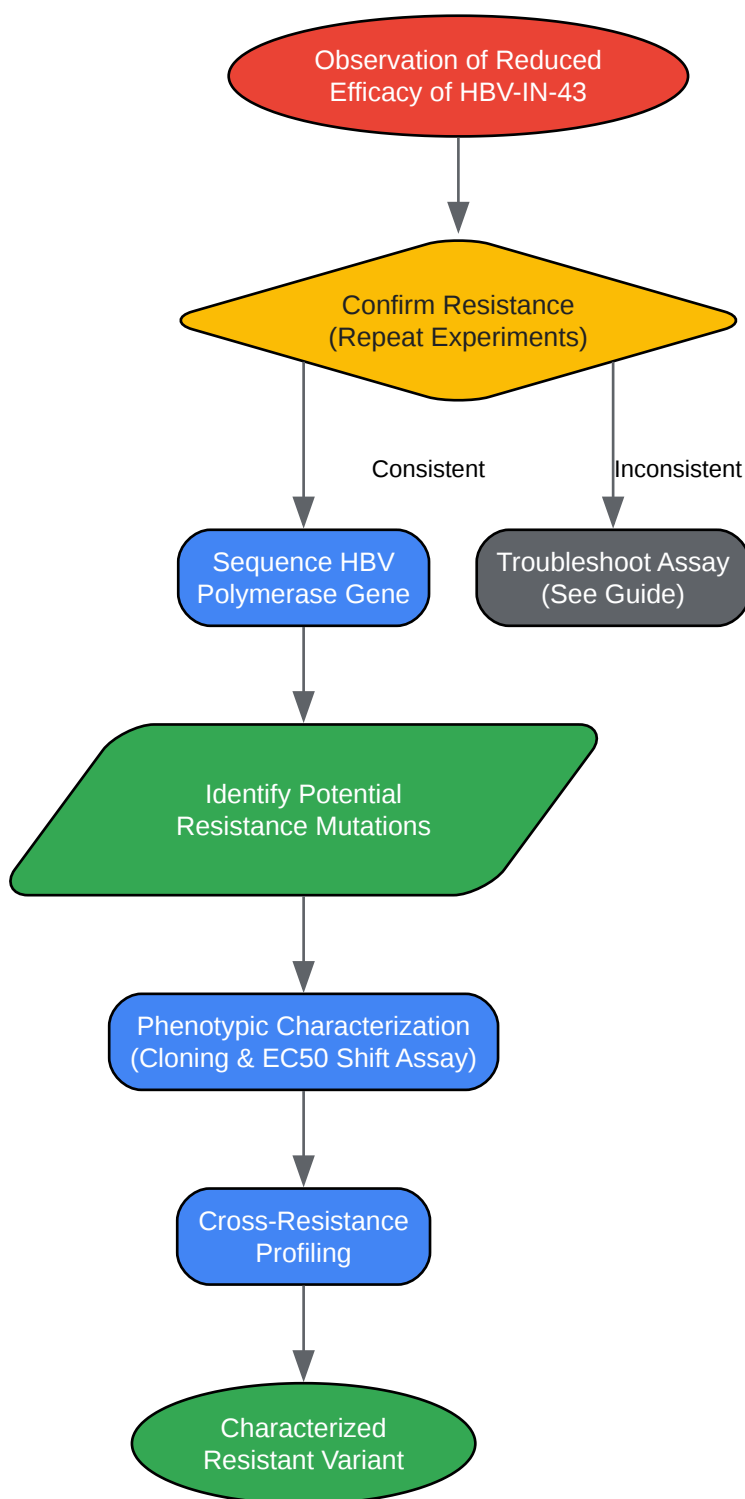 Observation of Reduced
Efficacy of HBV-IN-43
Confirm Resistance
(Repeat Experiments)
Consistent
Inconsistent
Sequence HBV
Polymerase Gene
Troubleshoot Assay
(See Guide)
Identify Potential
Resistance Mutations
Phenotypic Characterization
(Cloning & EC50 Shift Assay)
Cross-Resistance
Profiling
Characterized
Resistant Variant